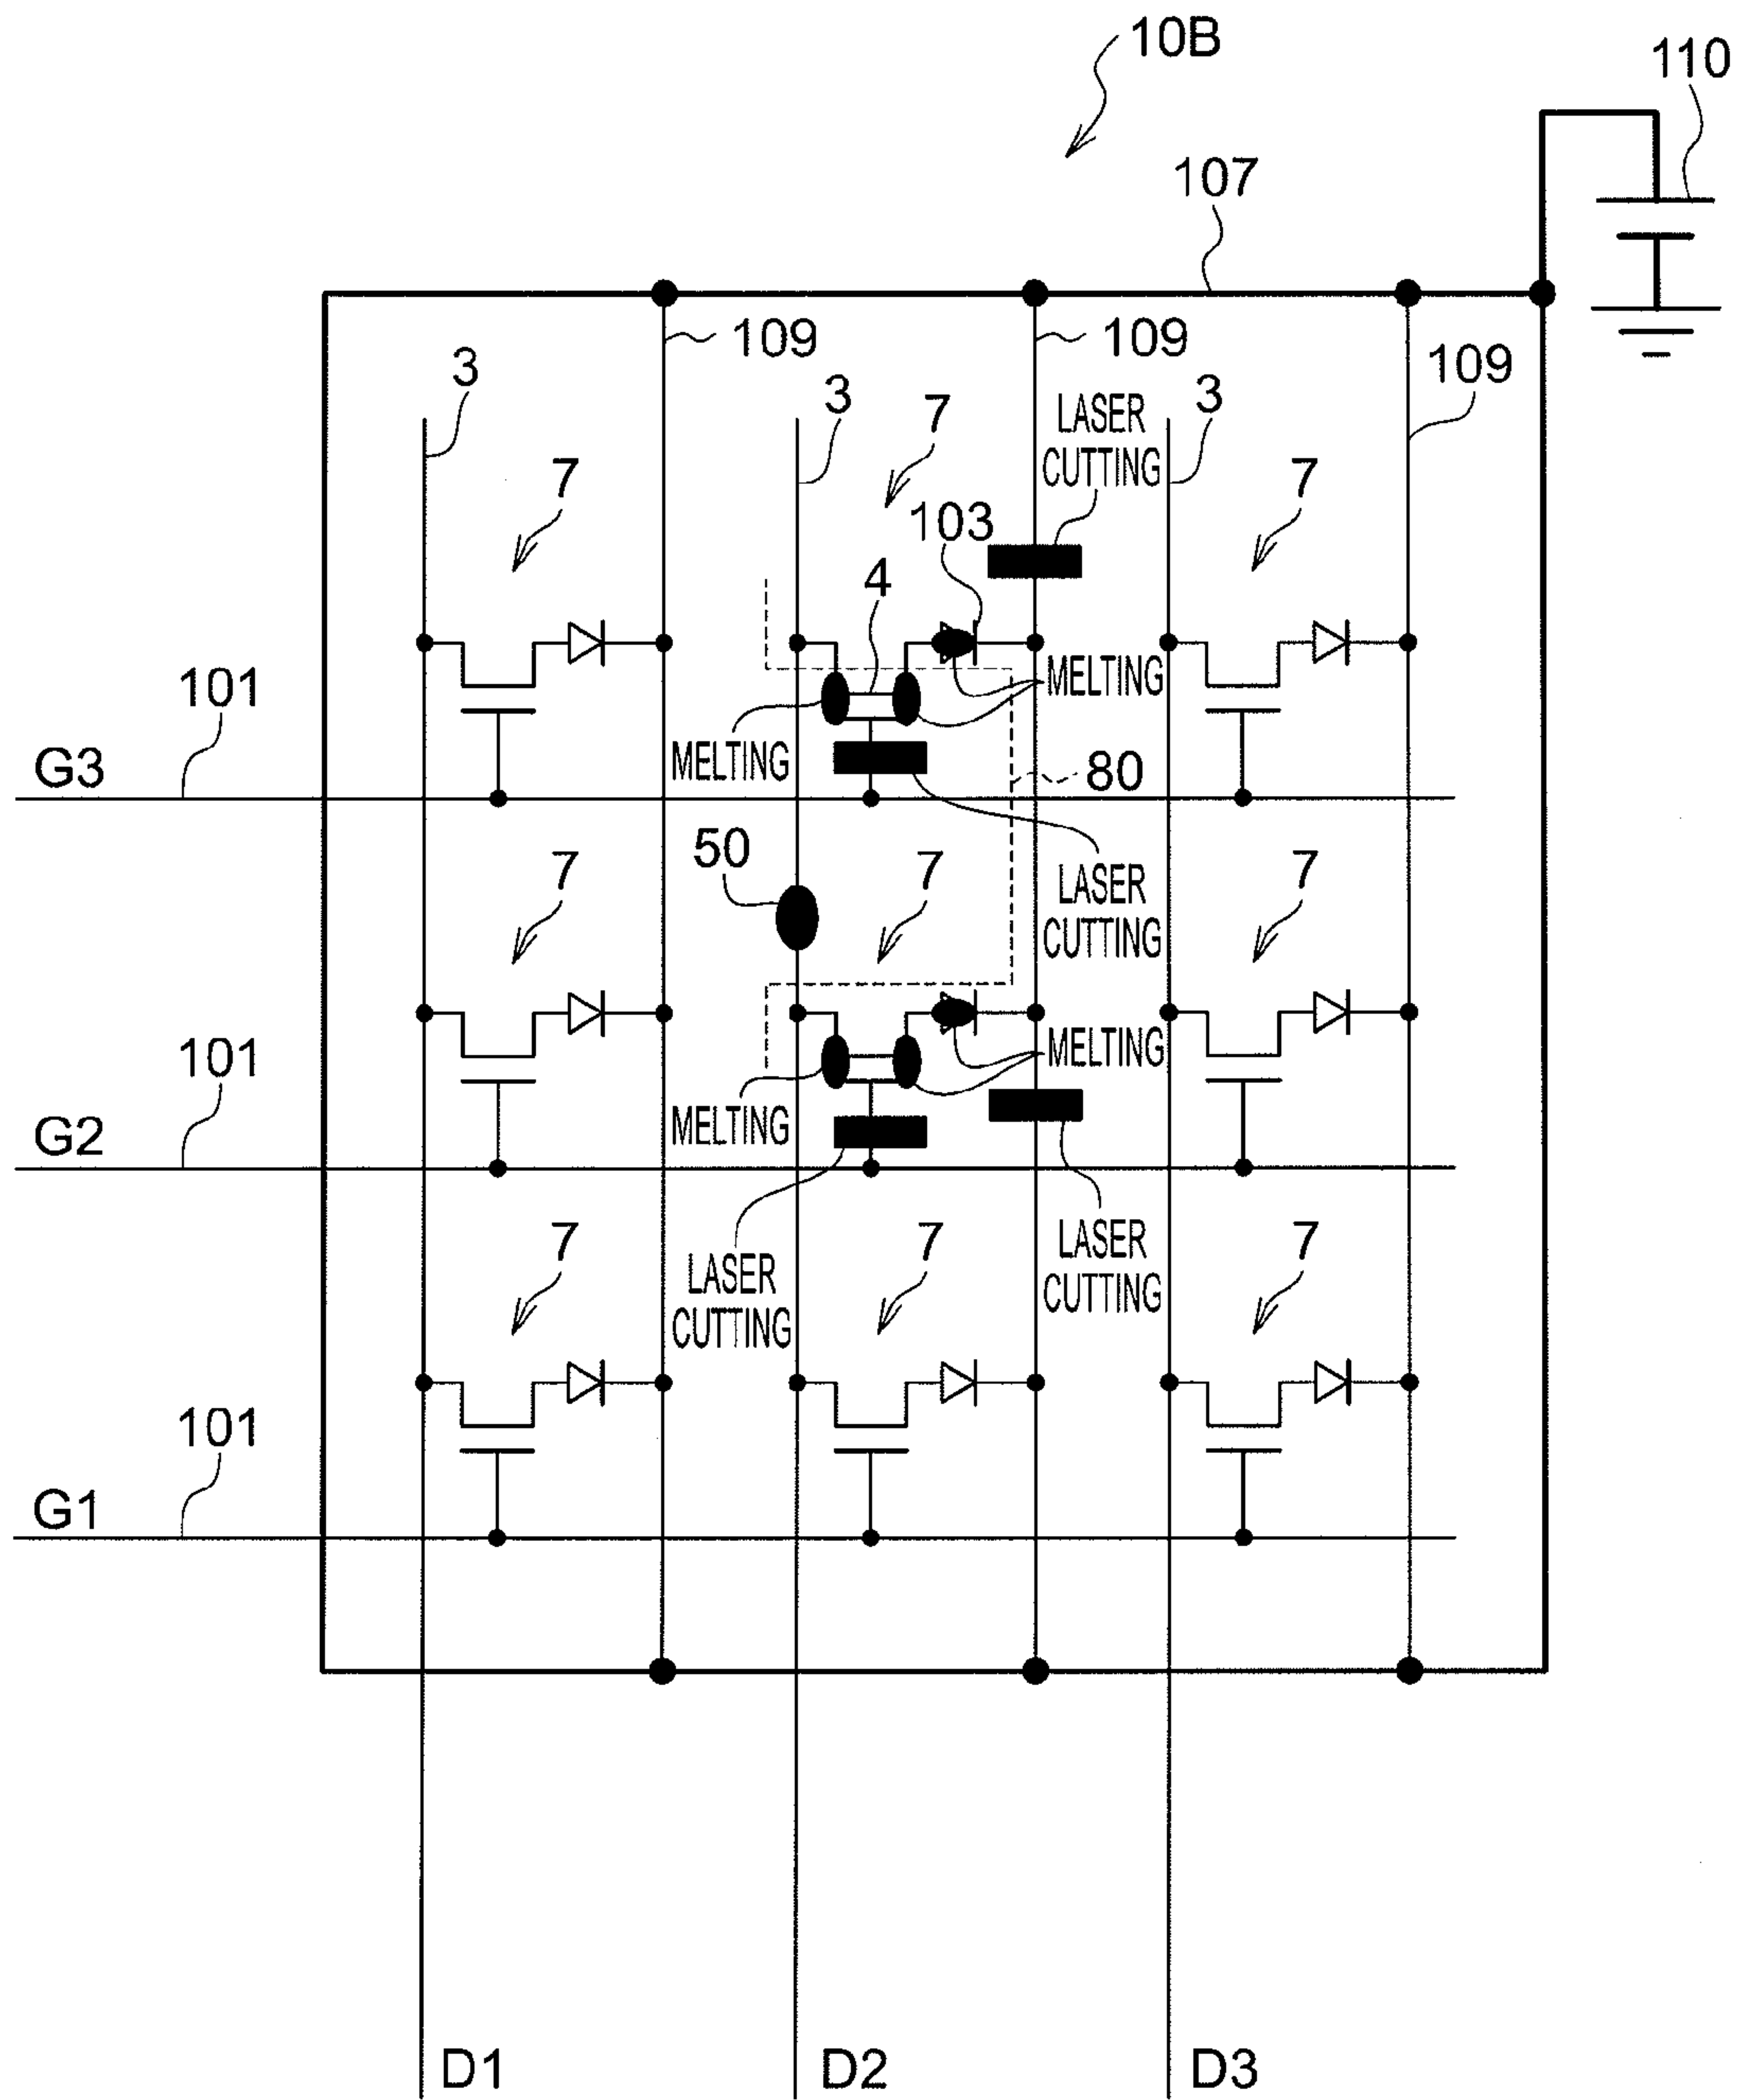 10B
110
107
109
109
109
3
3
3
7
LASER
CUTTING
7
7
103
4
MELTING
101
G3
MELTING
80
50
7
7
7
LASER
CUTTING
101
G2
MELTING
MELTING
7
7
7
LASER
CUTTING
LASER
CUTTING
101
G1
D1
D2
D3